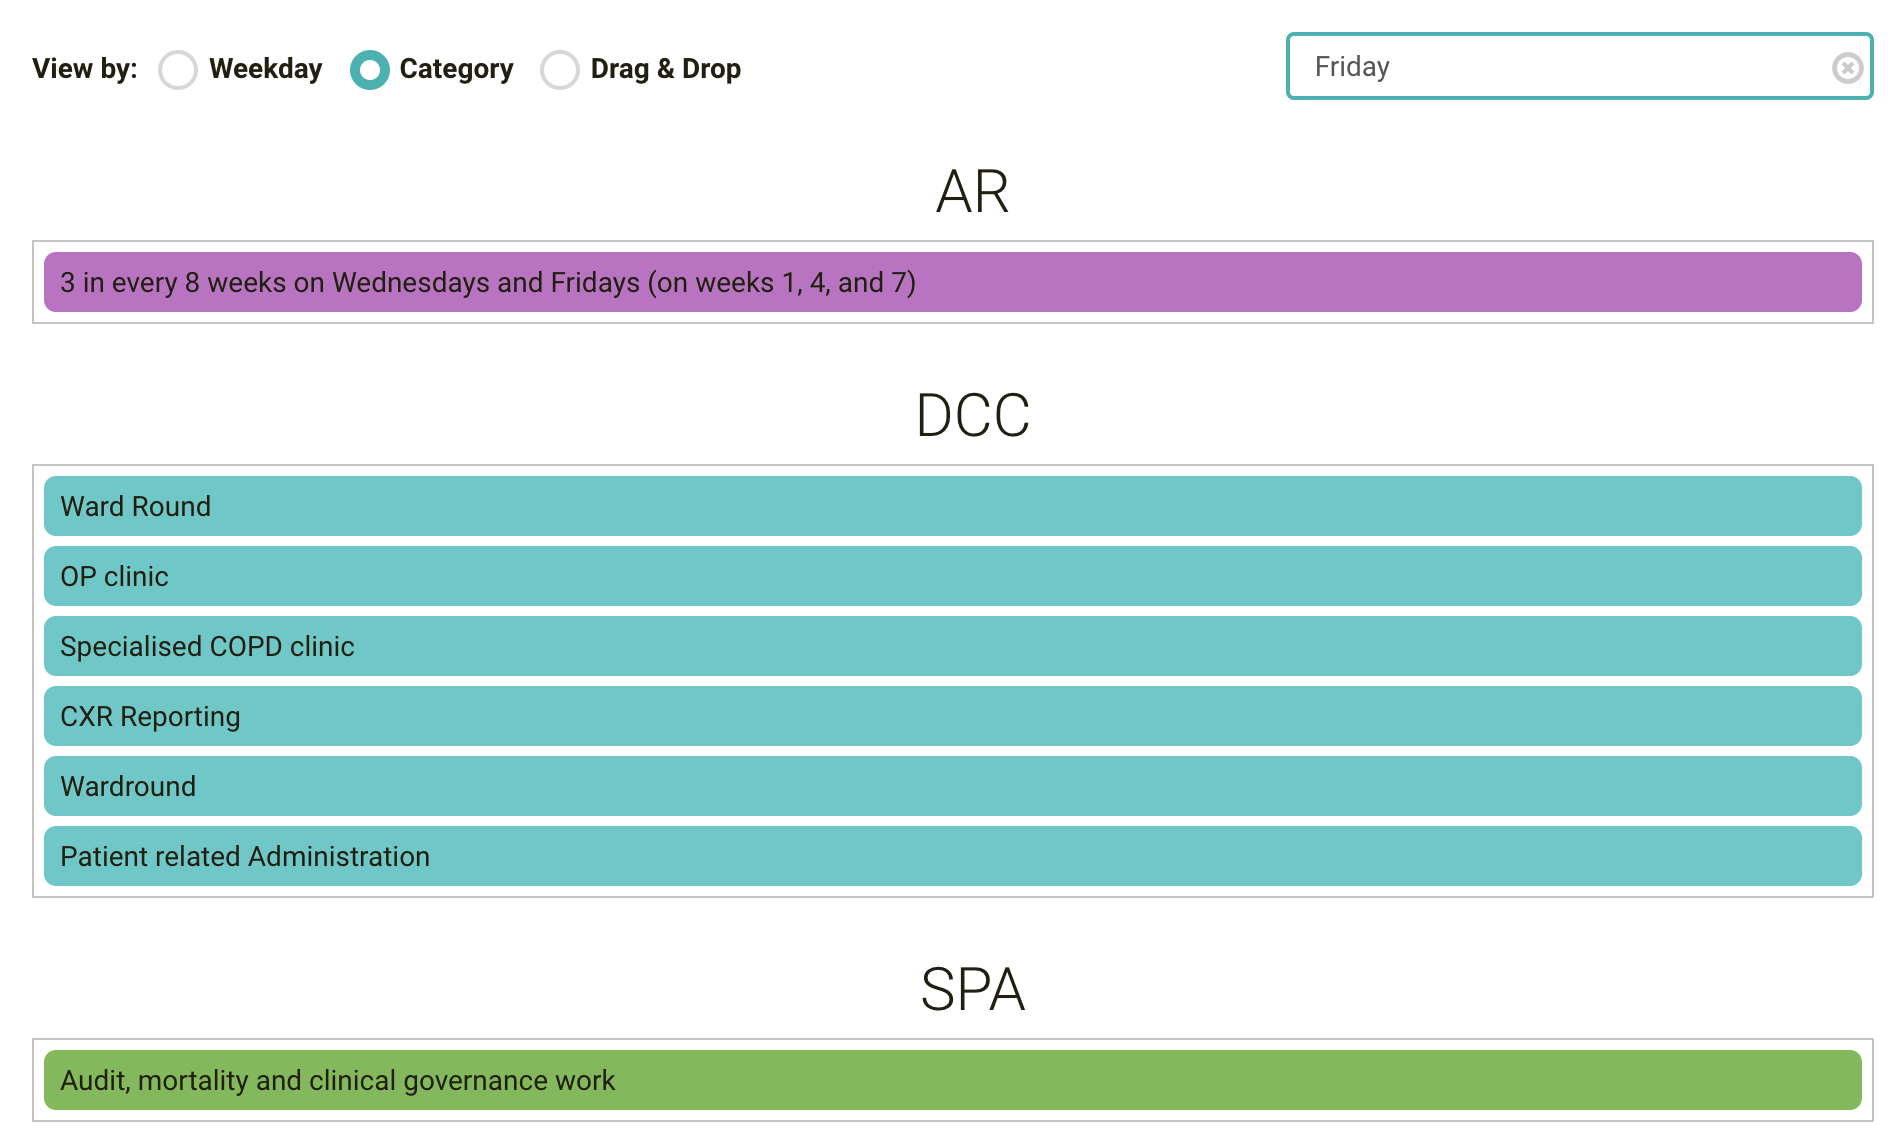 View by: Weekday Category Drag & Drop Friday
AR
3 in every 8 weeks on Wednesdays and Fridays (on weeks 1, 4, and 7)
DCC
Ward Round
OP clinic
Specialised COPD clinic
CXR Reporting
Wardround
Patient related Administration
SPA
Audit, mortality and clinical governance work